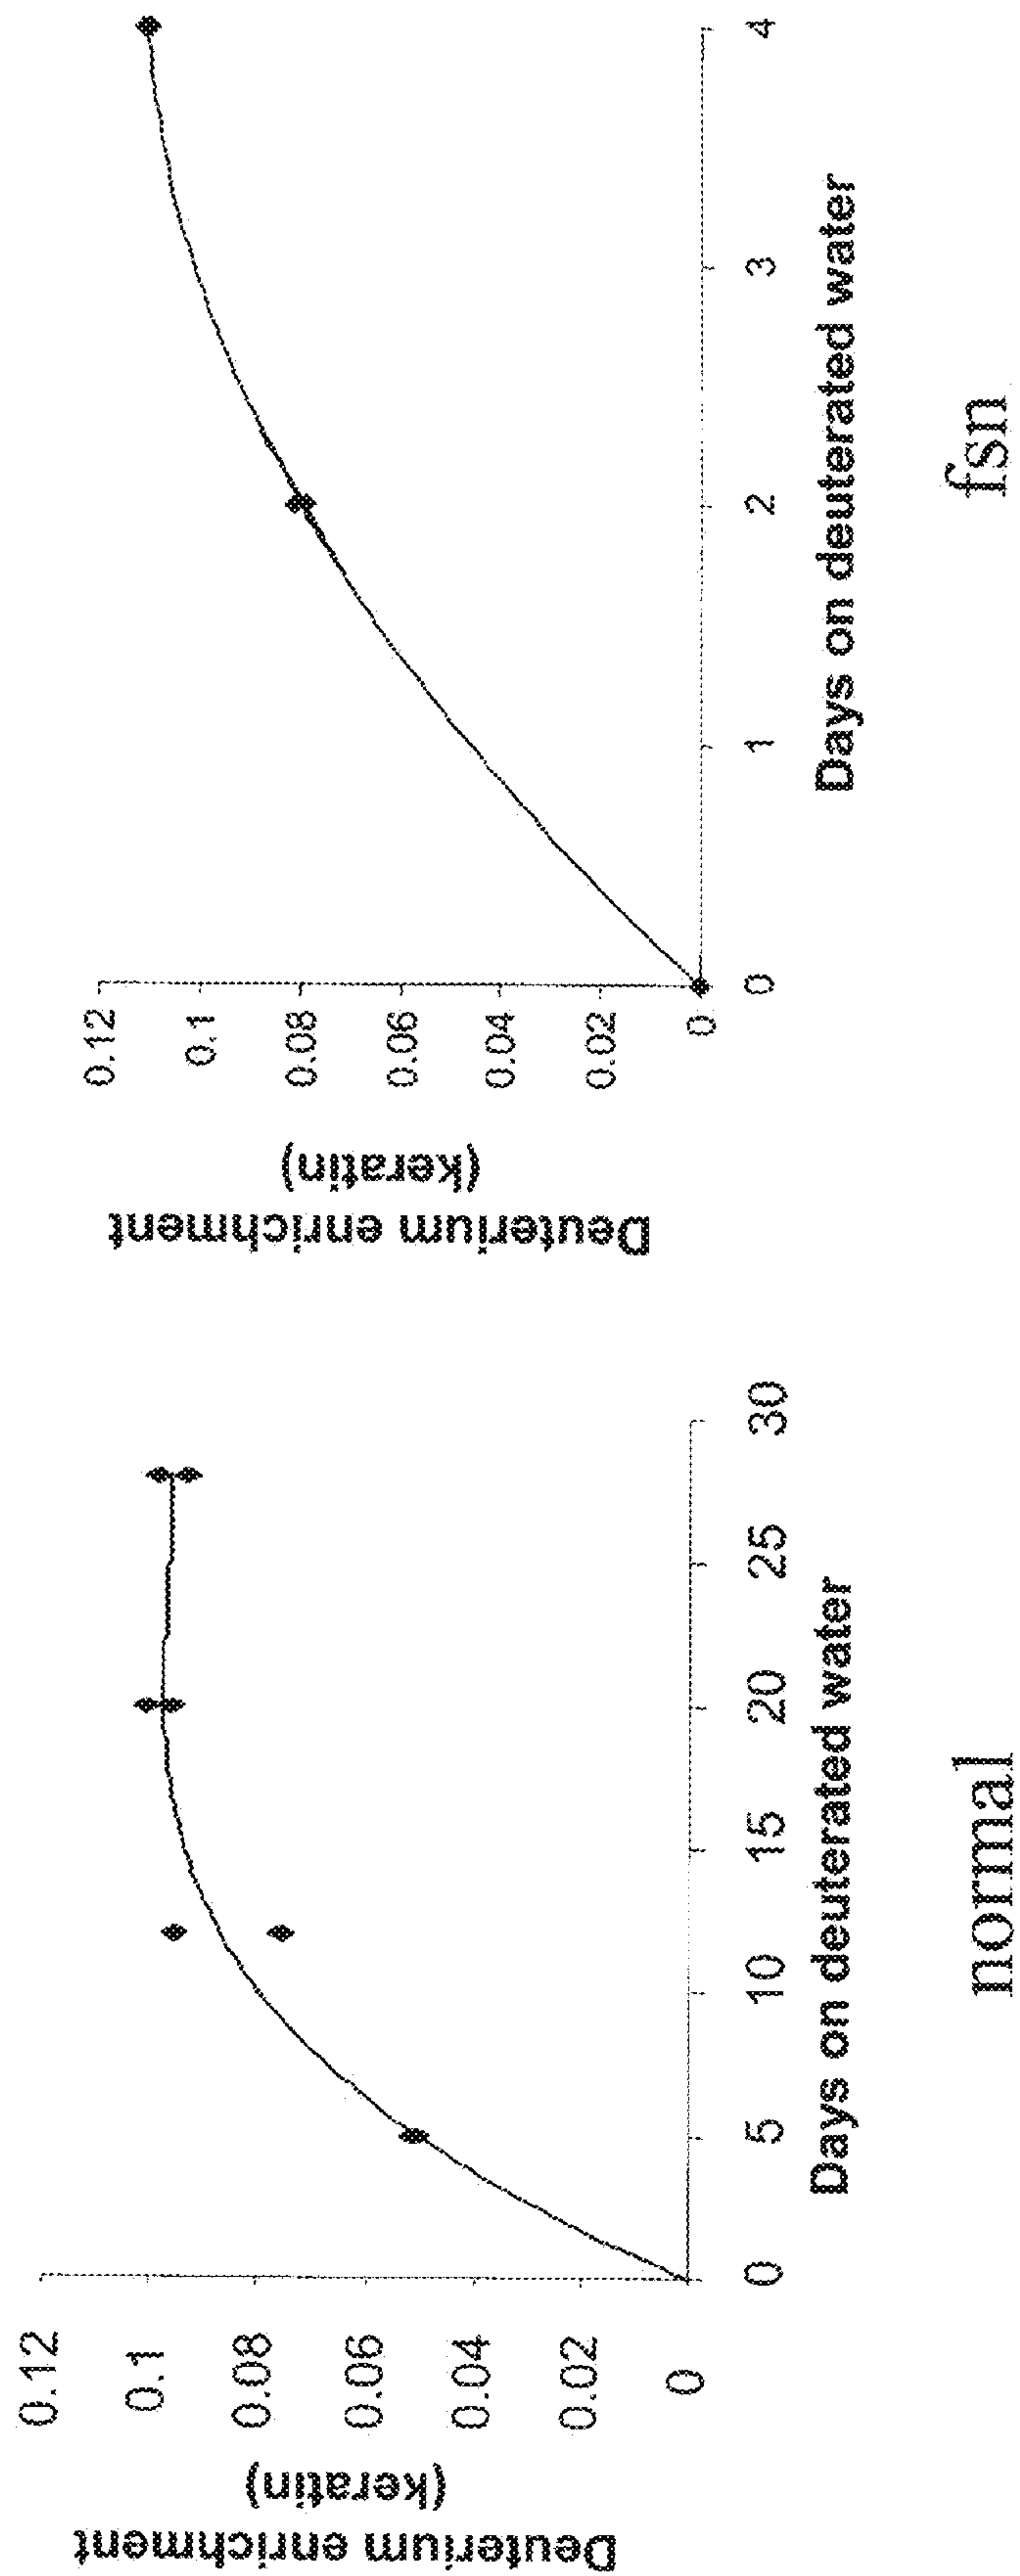 Deuterium enrichment
(keratin)
0.12
0.1
0.08
0.06
0.04
0.02
0
0 5 10 15 20 25 30
Days on deuterated water
normal
Deuterium enrichment
(keratin)
0.12
0.1
0.08
0.06
0.04
0.02
0
0 1 2 3 4
Days on deuterated water
fsn